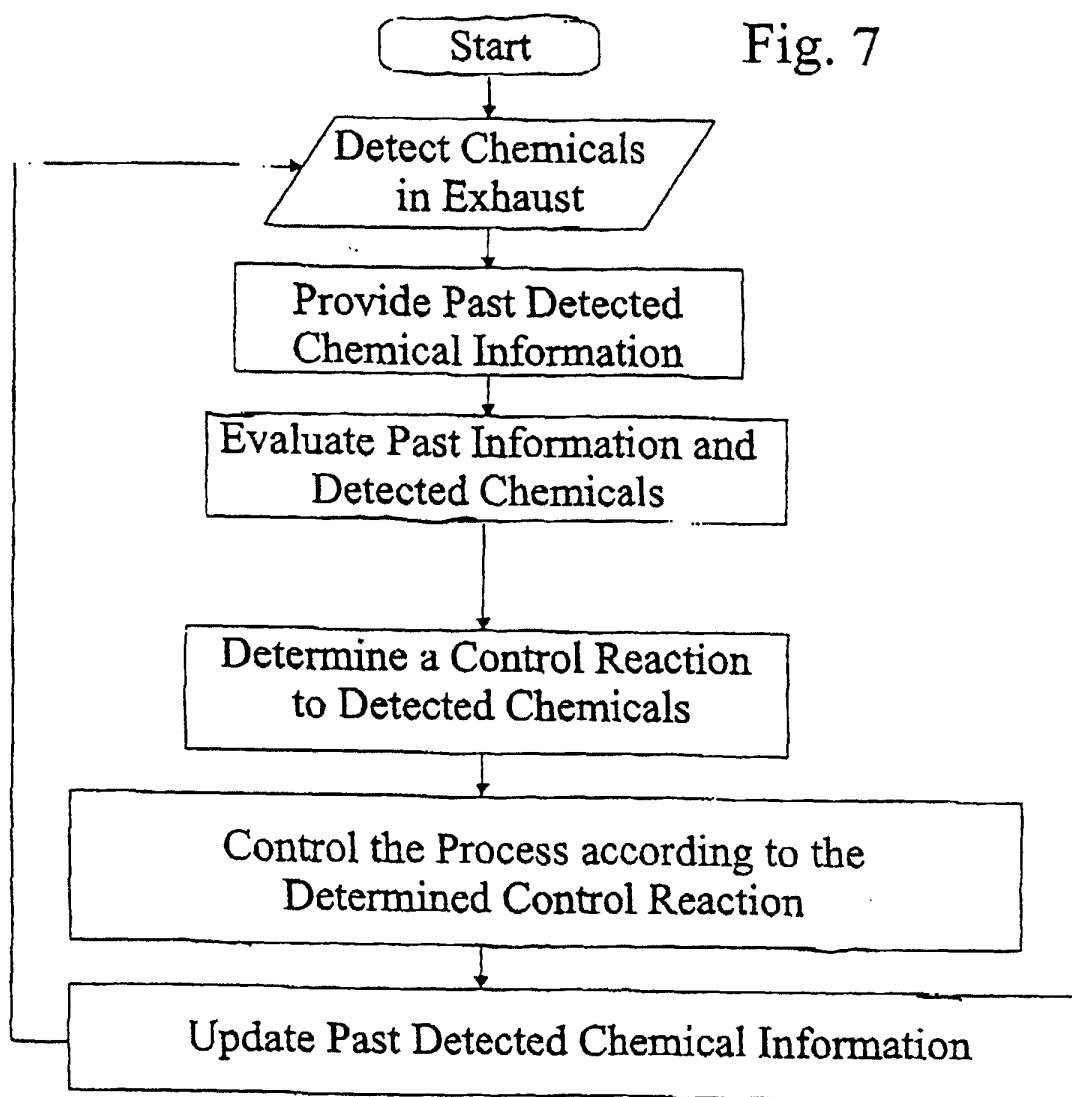 Start
Fig. 7
Detect Chemicals
in Exhaust
Provide Past Detected
Chemical Information
Evaluate Past Information and
Detected Chemicals
Determine a Control Reaction
to Detected Chemicals
Control the Process according to the
Determined Control Reaction
Update Past Detected Chemical Information